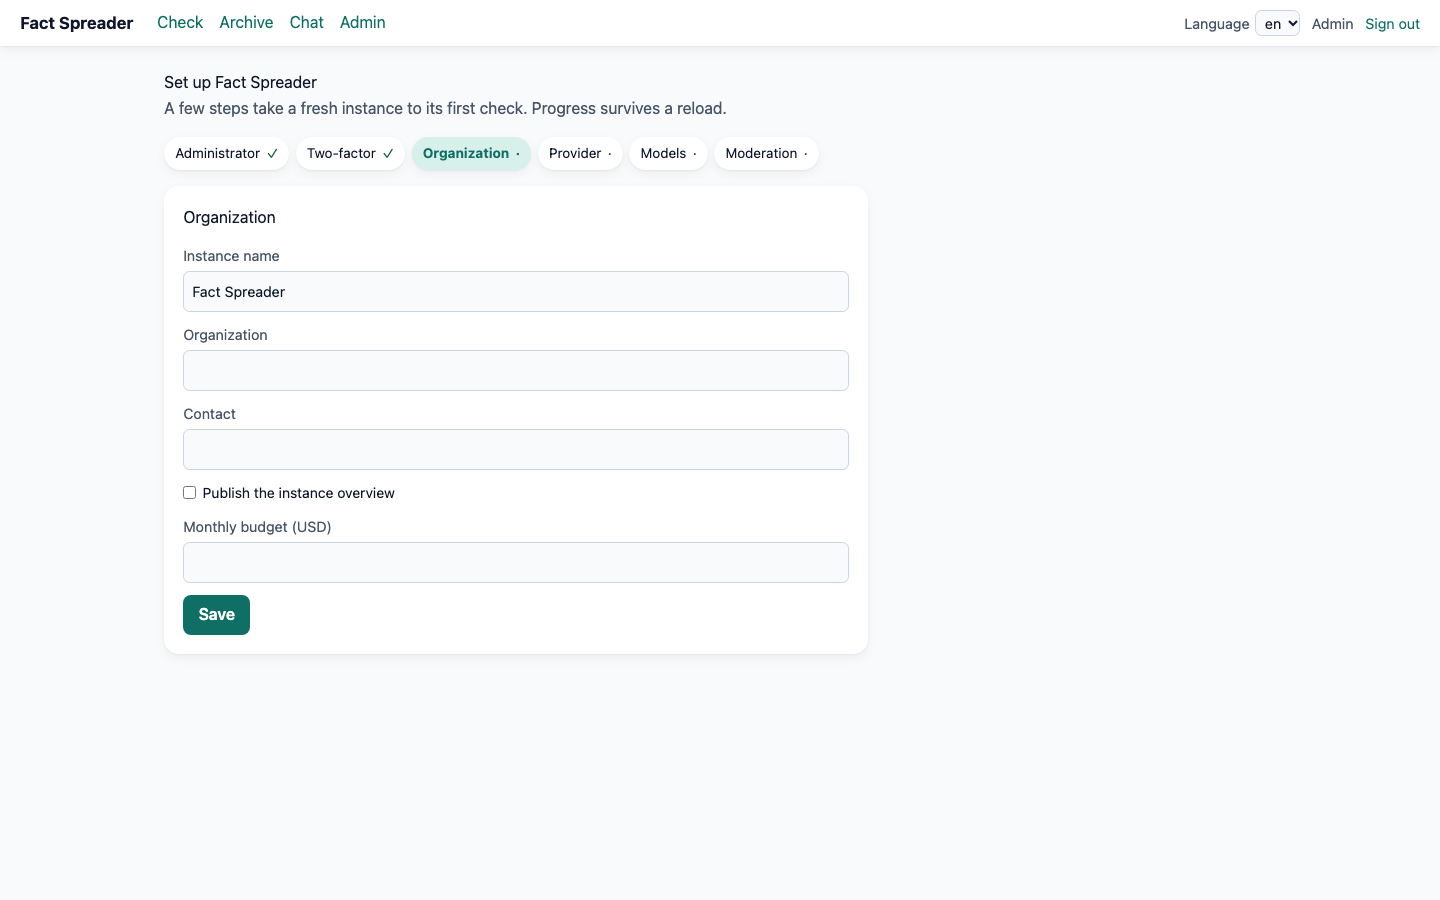 Fact Spreader Check Archive Chat Admin Language en Admin Sign out
Set up Fact Spreader
A few steps take a fresh instance to its first check. Progress survives a reload.
Administrator ✓ Two-factor ✓ Organization · Provider · Models · Moderation ·
Organization
Instance name
Fact Spreader
Organization
Contact
Publish the instance overview
Monthly budget (USD)
Save